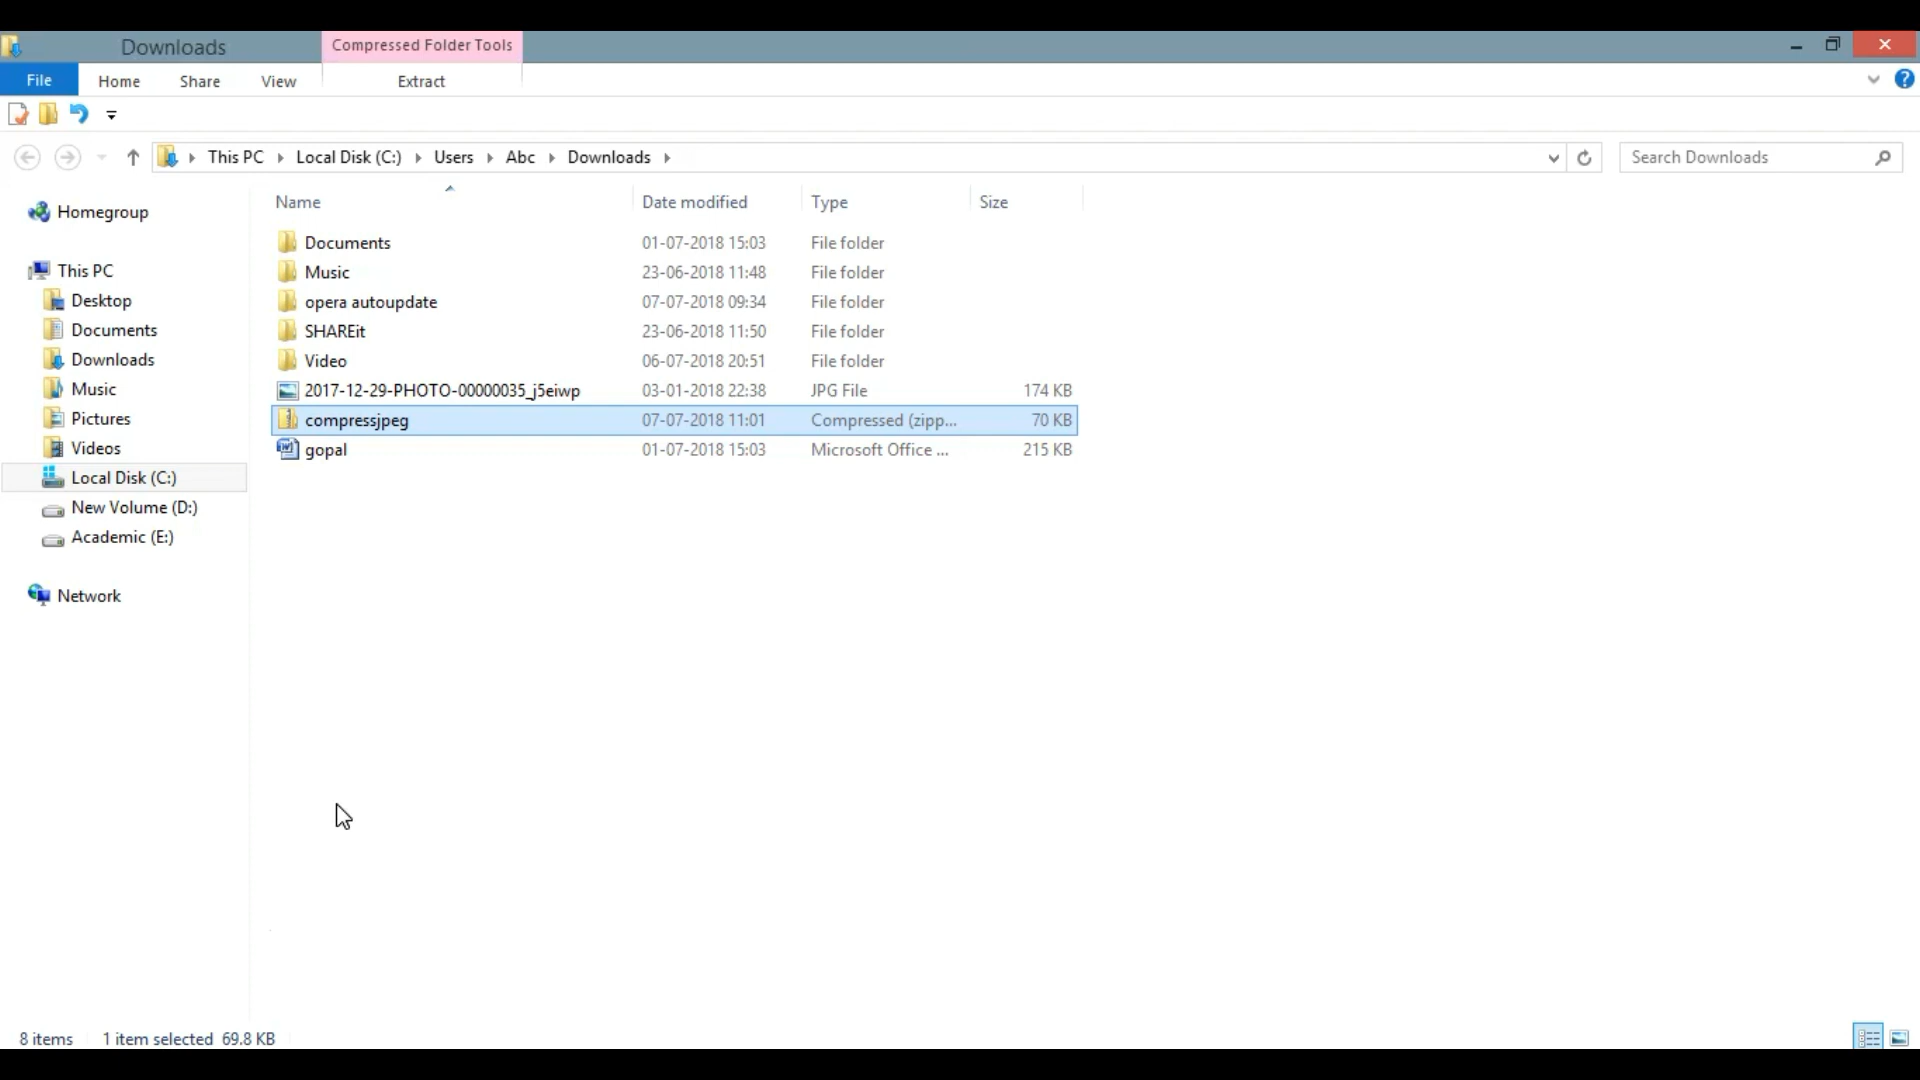 Downloads Compressed Folder Tools
File Home Share View Extract
This PC Local Disk (C:) Users Abc Downloads Search Downloads
Name Date modified Type Size
Homegroup
This PC
Desktop
Documents
Downloads
Music
Pictures
Videos
Local Disk (C:)
New Volume (D:)
Academic (E:)
Network
Documents 01-07-2018 15:03 File folder
Music 23-06-2018 11:48 File folder
opera autoupdate 07-07-2018 09:34 File folder
SHAREit 23-06-2018 11:50 File folder
Video 06-07-2018 20:51 File folder
2017-12-29-PHOTO-00000035_j5eiwp 03-01-2018 22:38 JPG File 174 KB
compressjpeg 07-07-2018 11:01 Compressed (zipp... 70 KB
gopal 01-07-2018 15:03 Microsoft Office ... 215 KB
8 items 1 item selected 69.8 KB